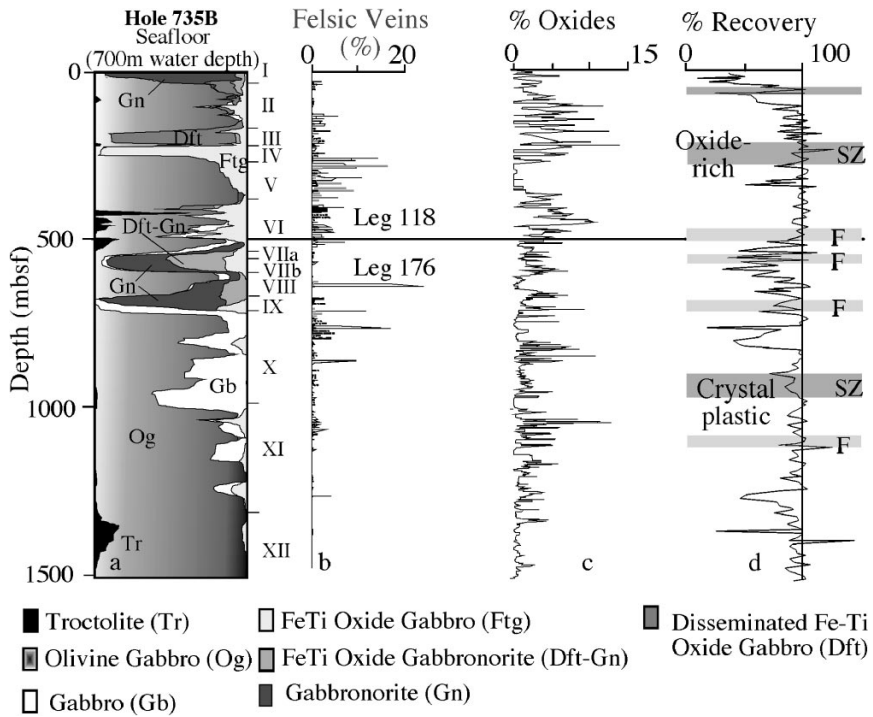 Hole 735B
Seafloor
(700m water depth)
Felsic Veins
(%)
% Oxides
% Recovery
0
20
0
15
0
100
Depth (mbsf)
0
500
1000
1500
Gn
Dft
Ftg
Dft-Gn
Gn
Gb
Og
Tr
a
I
II
III
IV
V
VI
VIIa
VIIb
VIII
IX
X
XI
XII
b
Leg 118
Leg 176
c
Oxide-
rich
SZ
F
F
F
Crystal
plastic
SZ
F
d
Troctolite (Tr)
Olivine Gabbro (Og)
Gabbro (Gb)
FeTi Oxide Gabbro (Ftg)
FeTi Oxide Gabbronorite (Dft-Gn)
Gabbronorite (Gn)
Disseminated Fe-Ti
Oxide Gabbro (Dft)